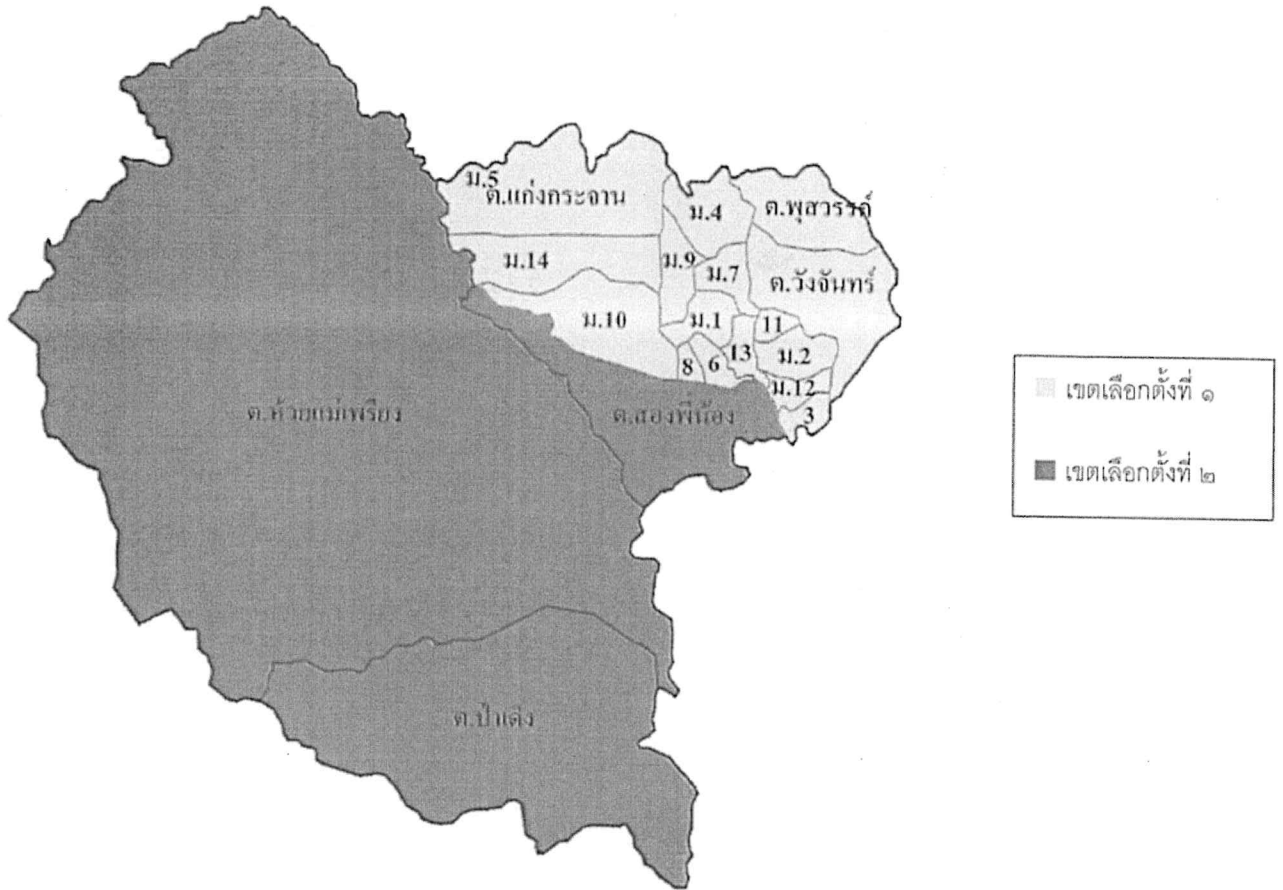 ม.5
ต.แก่งกระจาน
ม.4
ต.พุสวรรค์
ม.14
ม.9
ม.7
ต.วังจันทร์
ม.10
ม.1
11
13
ม.2
8
6
ม.12
3
ต.ห้วยแม่เพรียง
ต.สองพี่น้อง
ต.ป่าเด็ง
เขตเลือกตั้งที่ ๑
เขตเลือกตั้งที่ ๒